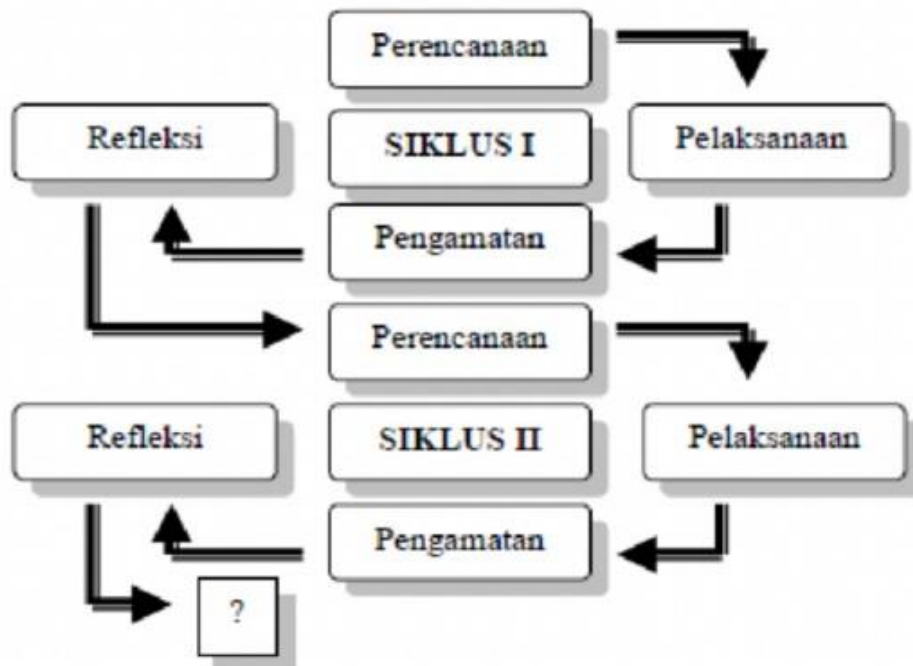 Perencanaan
Refleksi
SIKLUS I
Pelaksanaan
Pengamatan
Perencanaan
Refleksi
SIKLUS II
Pelaksanaan
Pengamatan
?